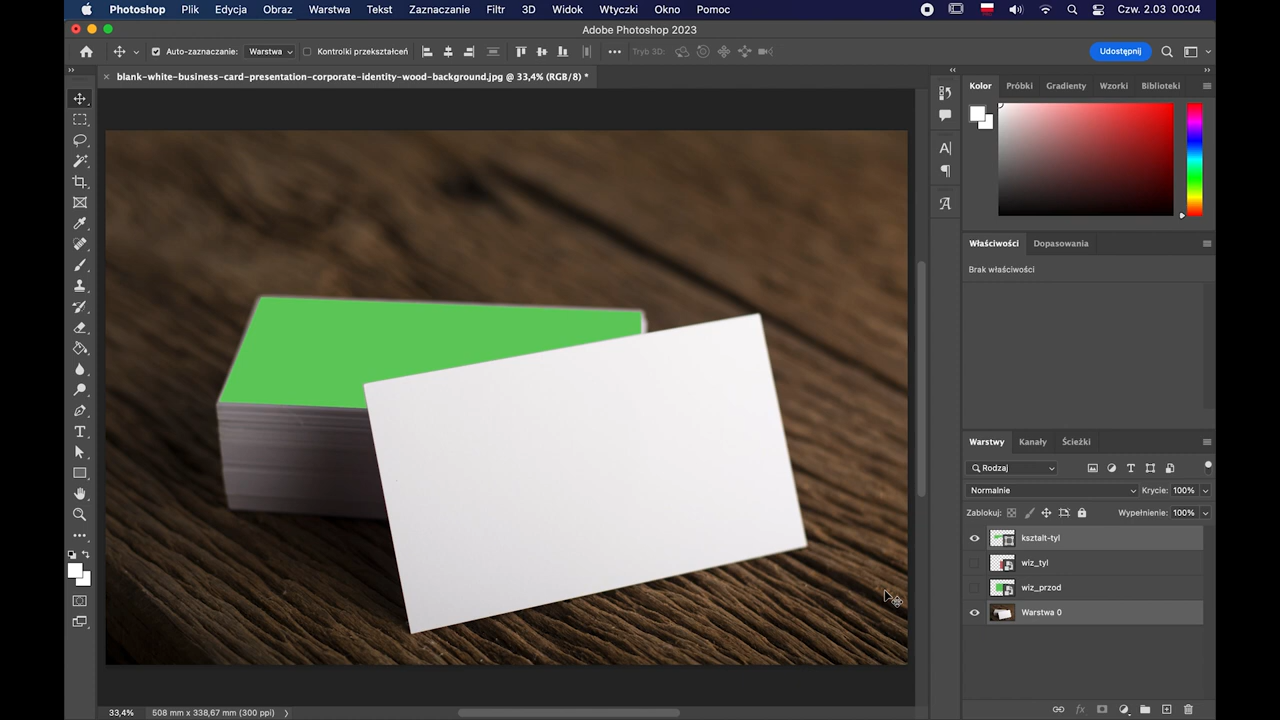 Photoshop Plik Edycja Obraz Warstwa Tekst Zaznaczanie Filtr 3D Widok Wtyczki Okno Pomoc Czw. 2.03 00:04
Adobe Photoshop 2023
Auto-zaznaczanie: Warstwa Kontrolki przekształceń Tryb 3D: Udostępnij
blank-white-business-card-presentation-corporate-identity-wood-background.jpg @ 33,4% (RGB/8) *
Kolor Próbki Gradienty Wzorki Biblioteki
Właściwości Dopasowania
Brak właściwości
Warstwy Kanały Ścieżki
Rodzaj
Normalnie Krycie: 100%
Zablokuj: Wypełnienie: 100%
ksztalt-tyl
wiz_tyl
wiz_przod
Warstwa 0
33,4% 508 mm x 338,67 mm (300 ppi)